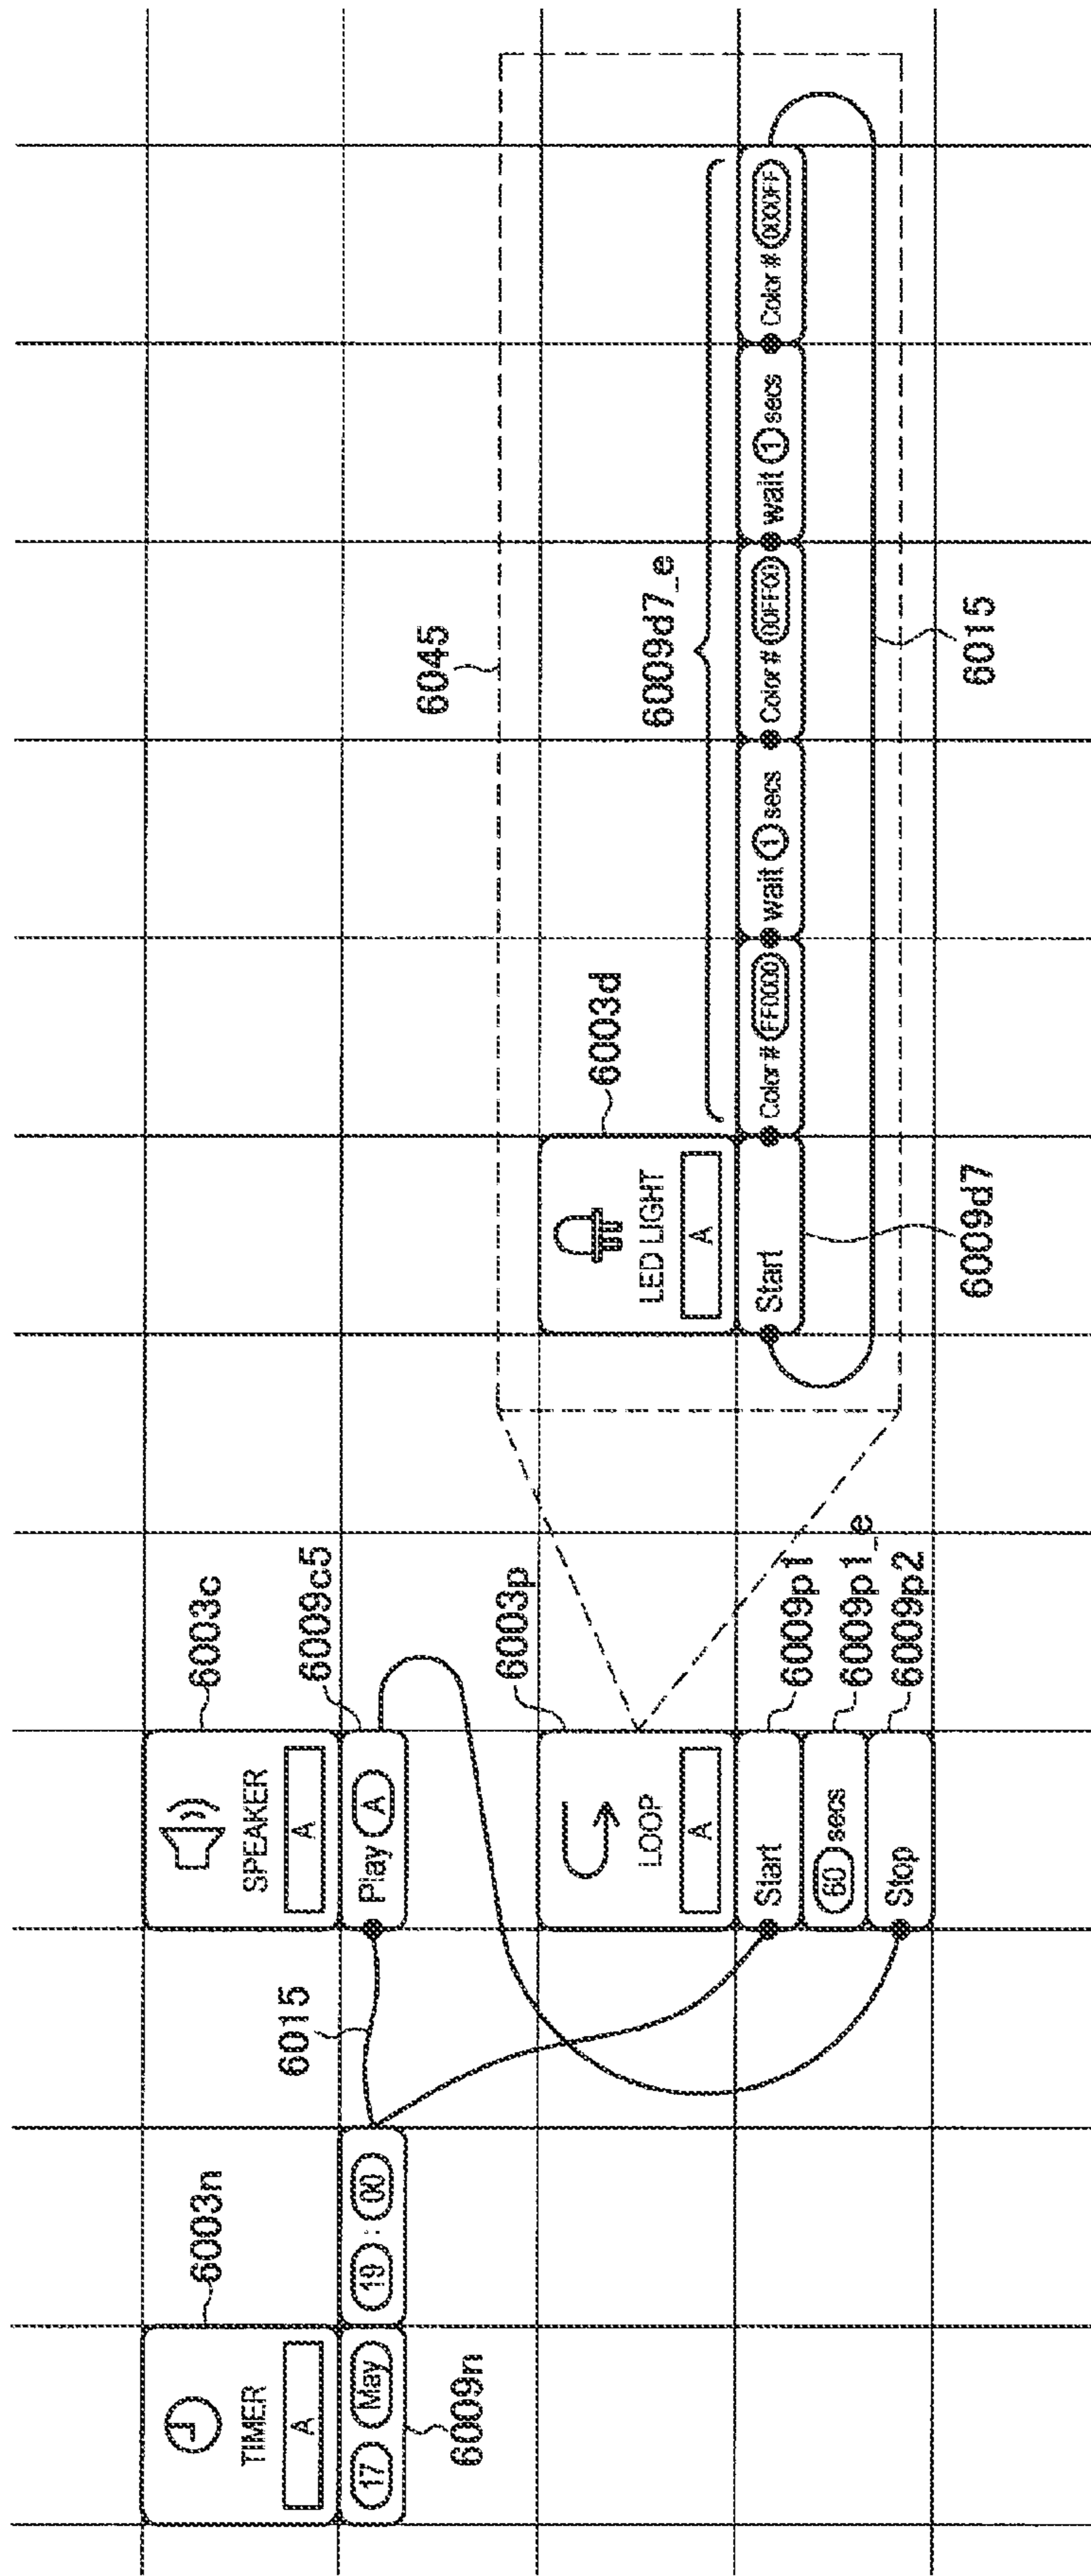 6003n
TIMER
A
17 May 19 : 00
6009n
6015
6003c
SPEAKER
A
6009c5
Play A
6003p
LOOP
A
Start
60 secs
Stop
6009p1
6009p1_e
6009p2
6045
6003d
LED LIGHT
A
6009d7_e
Start
Color # FF0000
wait 1 secs
Color # 00FF00
wait 1 secs
Color # 0000FF
6009d7
6015